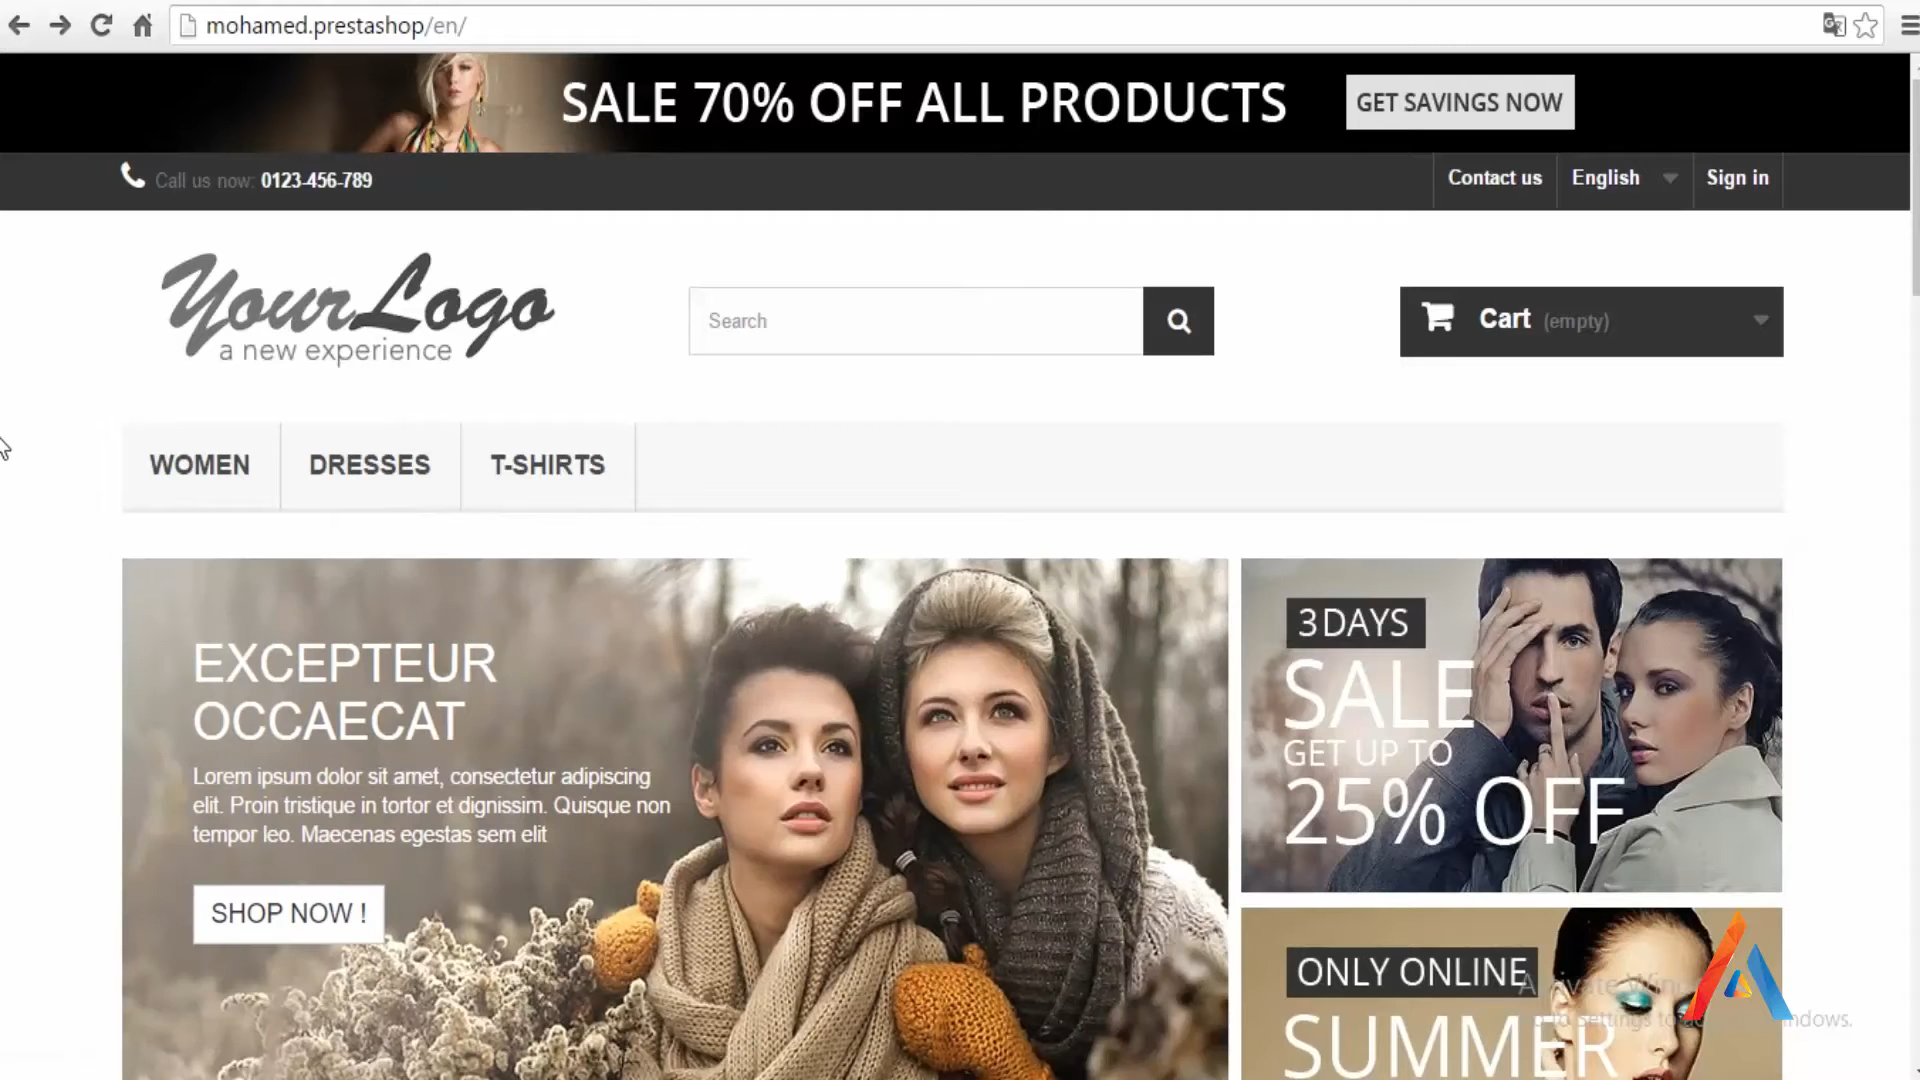 mohamed.prestashop/en/
SALE 70% OFF ALL PRODUCTS
GET SAVINGS NOW
Call us now: 0123-456-789
Contact us
English
Sign in
YourLogo
a new experience
Search
Cart (empty)
WOMEN
DRESSES
T-SHIRTS
EXCEPTEUR
OCCAECAT
Lorem ipsum dolor sit amet, consectetur adipiscing
elit. Proin tristique in tortor et dignissim. Quisque non
tempor leo. Maecenas egestas sem elit
SHOP NOW !
3DAYS
SALE
GET UP TO
25% OFF
ONLY ONLINE
SUMMER